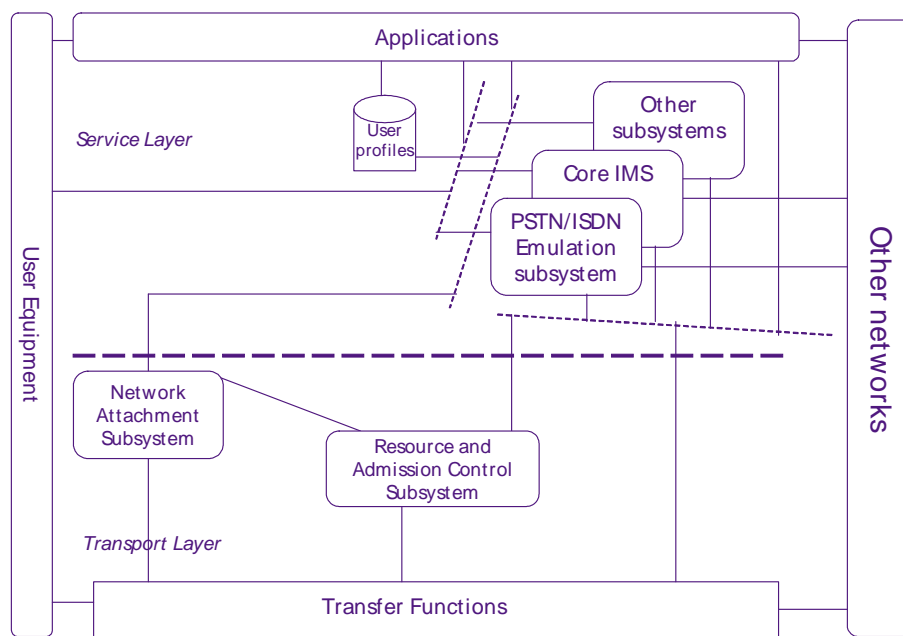 Applications
Other
subsystems
User
profiles
Service Layer
Core IMS
PSTN/ISDN
Emulation
subsystem
User Equipment
Other networks
Network
Attachment
Subsystem
Resource and
Admission Control
Subsystem
Transport Layer
Transfer Functions